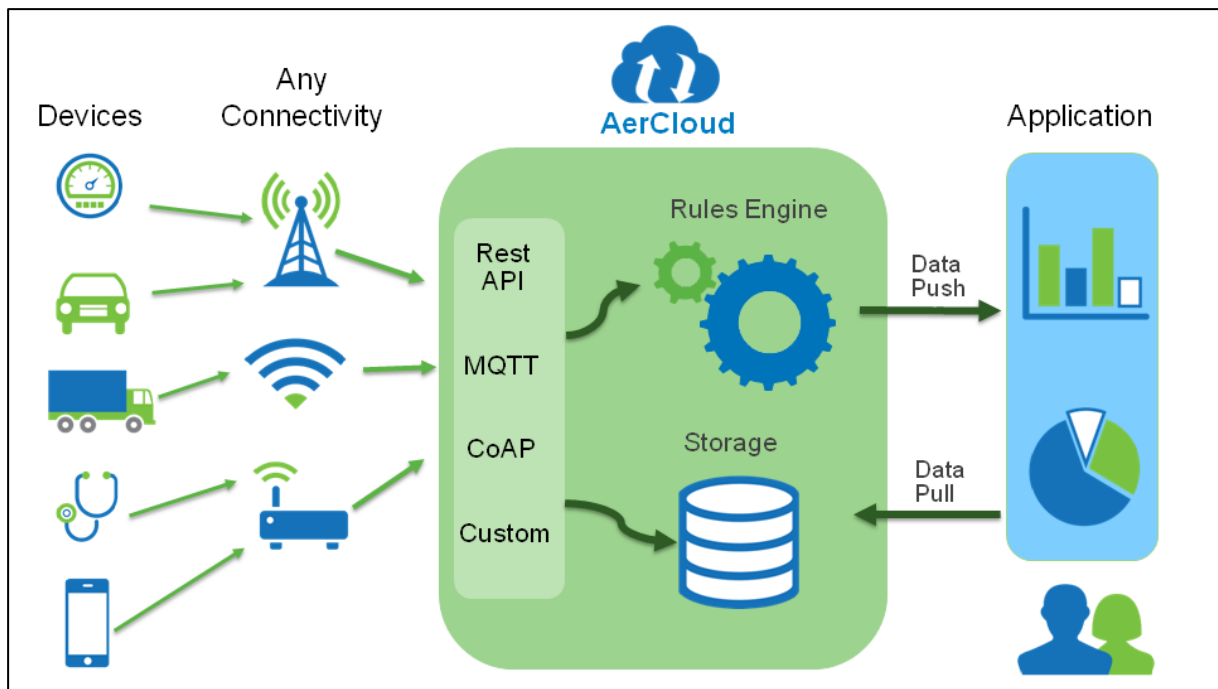 Devices
Any
Connectivity
AerCloud
Application
Rest
API
MQTT
CoAP
Custom
Rules Engine
Storage
Data
Push
Data
Pull